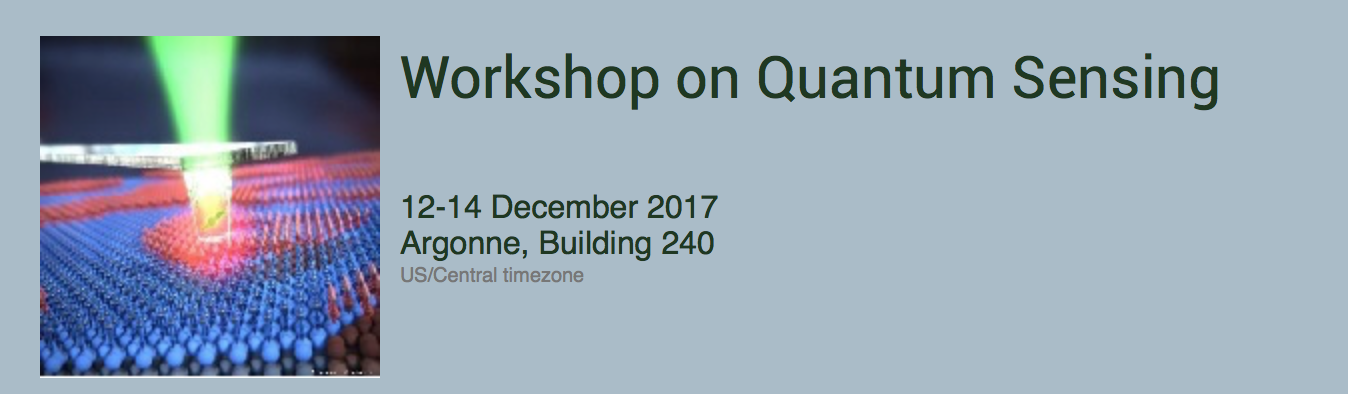 Workshop on Quantum Sensing
12-14 December 2017
Argonne, Building 240
US/Central timezone